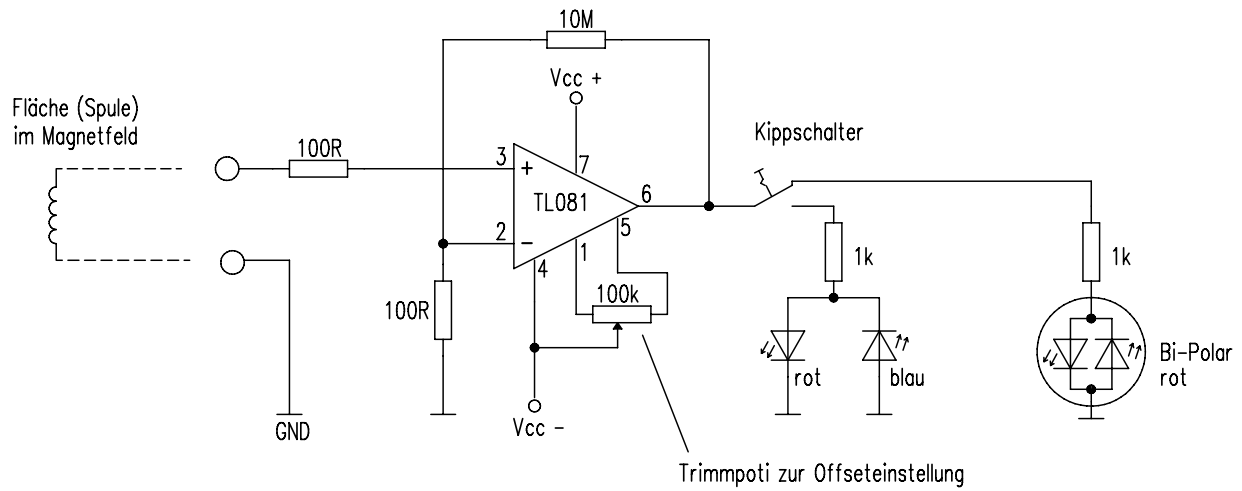 10M
Vcc +
Fläche (Spule)
im Magnetfeld
Kippschalter
100R
3
+
7
TL081
6
2
-
5
1
4
1k
1k
100k
100R
rot
blau
Bi-Polar
rot
GND
Vcc -
Trimmpoti zur Offseteinstellung